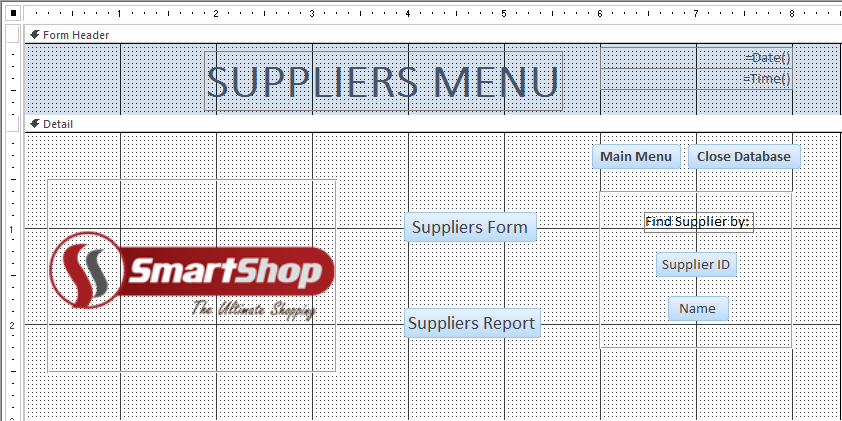 1 2 3 4 5 6 7 8
Form Header
SUPPLIERS MENU
=Date()
=Time()
Detail
Main Menu Close Database
1
Find Supplier by:
Suppliers Form
SmartShop
The Ultimate Shopping
Supplier ID
Name
Suppliers Report
2